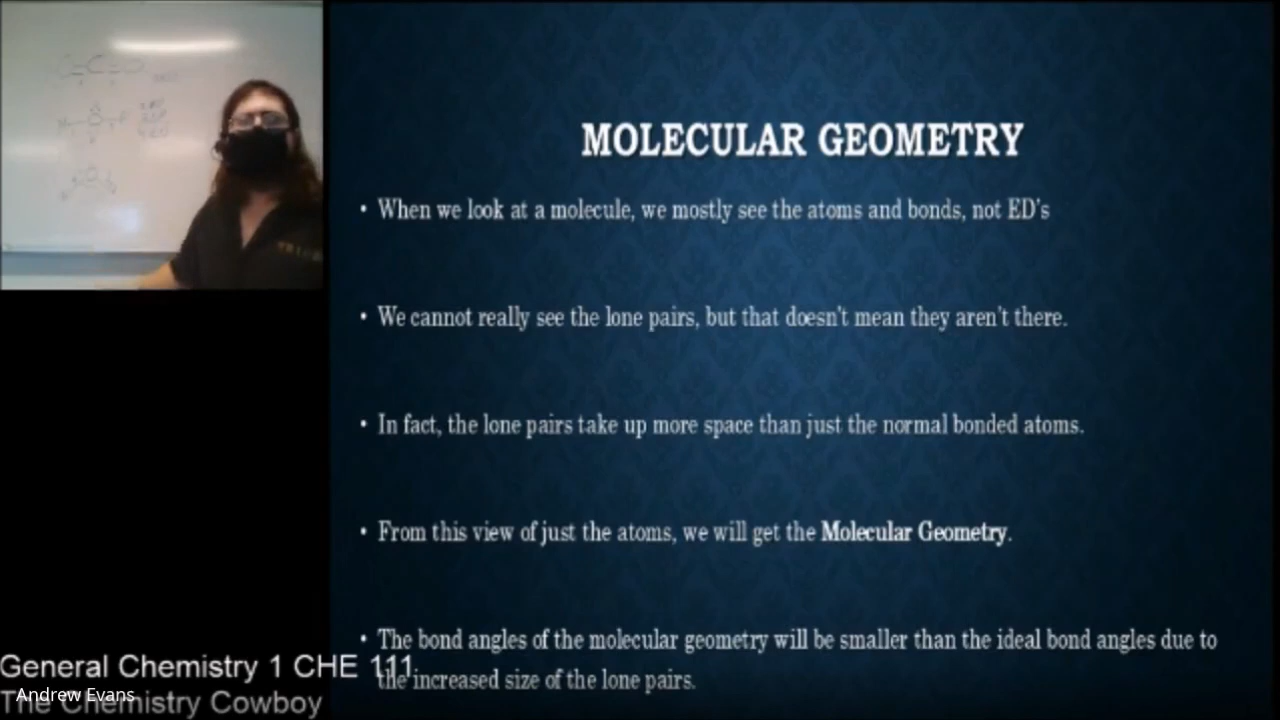 MOLECULAR GEOMETRY
• When we look at a molecule, we mostly see the atoms and bonds, not ED's
• We cannot really see the lone pairs, but that doesn't mean they aren't there.
• In fact, the lone pairs take up more space than just the normal bonded atoms.
• From this view of just the atoms, we will get the Molecular Geometry.
• The bond angles of the molecular geometry will be smaller than the ideal bond angles due to
the increased size of the lone pairs.
General Chemistry 1 CHE 111
Andrew Evans
The Chemistry Cowboy